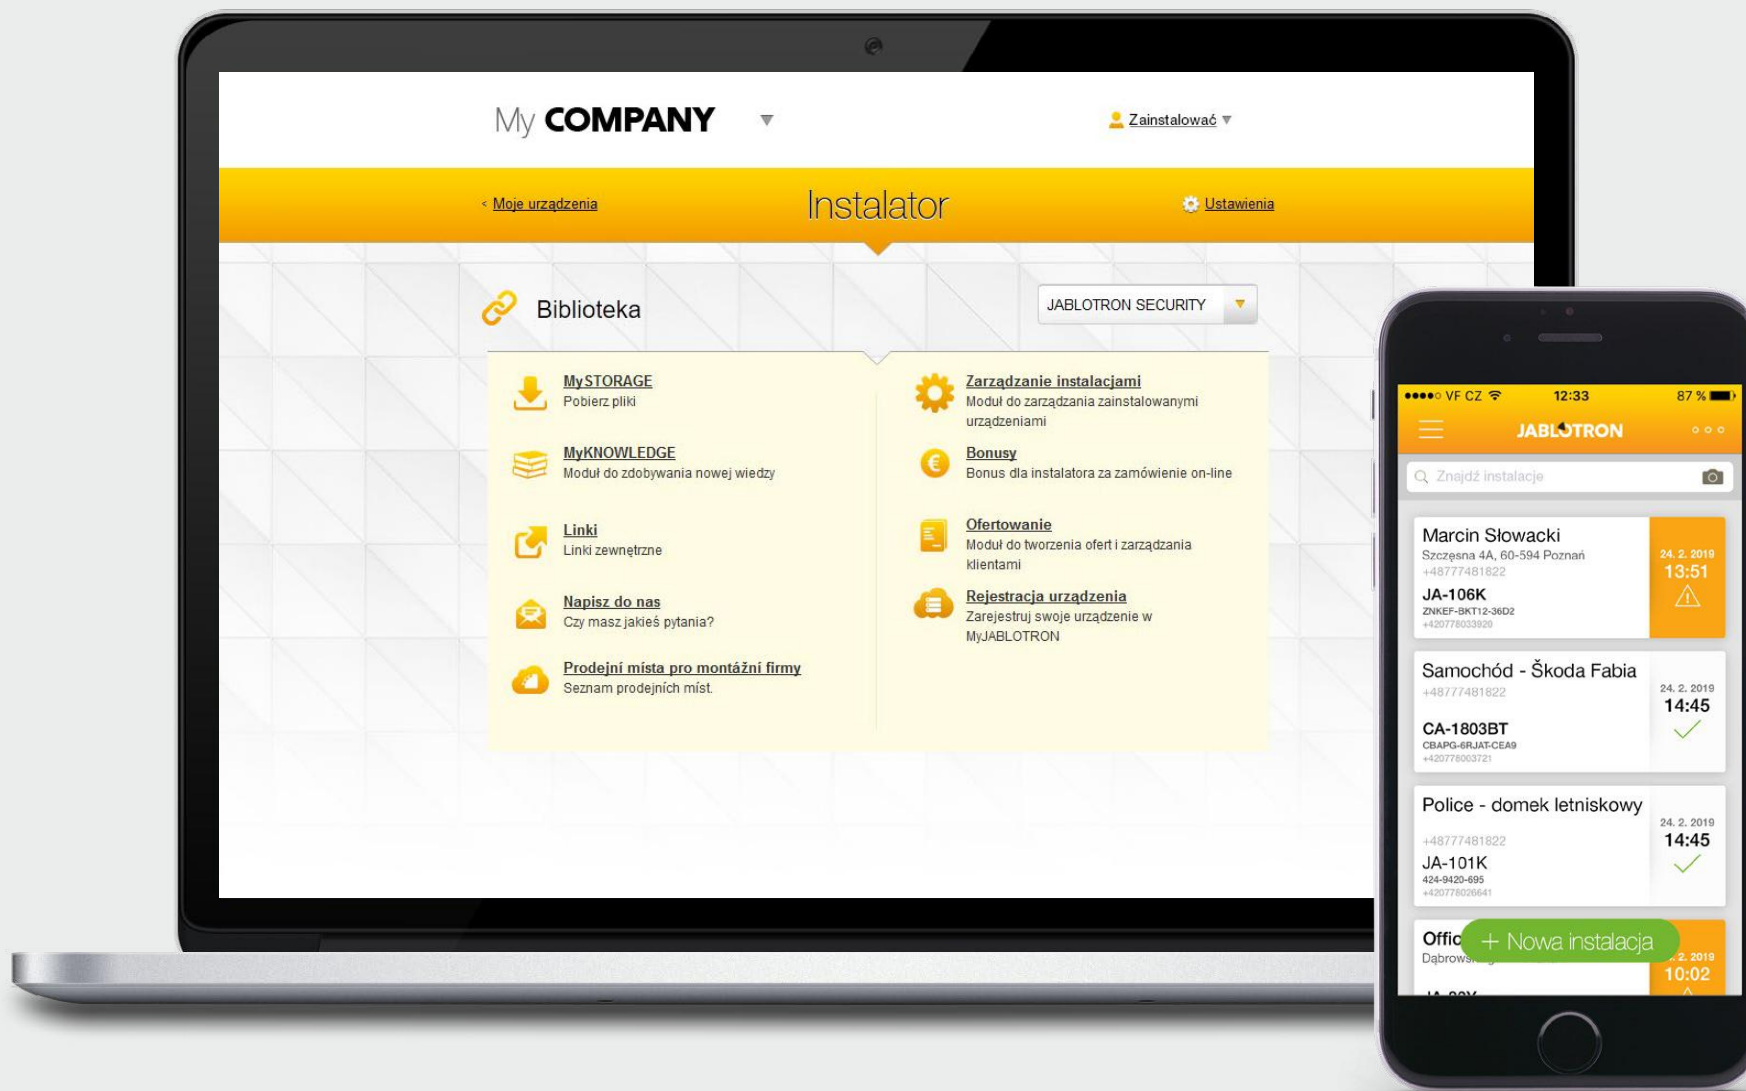 My COMPANY
Zainstalować
< Moje urządzenia
Instalator
Ustawienia
Biblioteka
JABLOTRON SECURITY
MySTORAGE
Pobierz pliki
MyKNOWLEDGE
Moduł do zdobywania nowej wiedzy
Linki
Linki zewnętrzne
Napisz do nas
Czy masz jakieś pytania?
Prodejní místa pro montážní firmy
Seznam prodejních míst.
Zarządzanie instalacjami
Moduł do zarządzania zainstalowanymi
urządzeniami
Bonusy
Bonus dla instalatora za zamówienie on-line
Ofertowanie
Moduł do tworzenia ofert i zarządzania
klientami
Rejestracja urządzenia
Zarejestruj swoje urządzenie w
MyJABLOTRON
VF CZ 12:33 87 %
JABLOTRON
Znajdź instalacje
Marcin Słowacki
Szczęsna 4A, 60-594 Poznań
+48777481822
JA-106K
ZNKEF-BKT12-36D2
+420778033920
24. 2. 2019
13:51
Samochód - Škoda Fabia
+48777481822
CA-1803BT
CBAPG-6RJAT-CEA9
+420778003721
24. 2. 2019
14:45
Police - domek letniskowy
+48777481822
JA-101K
424-9420-695
+420778026641
24. 2. 2019
14:45
+ Nowa instalacja
2. 2019
10:02